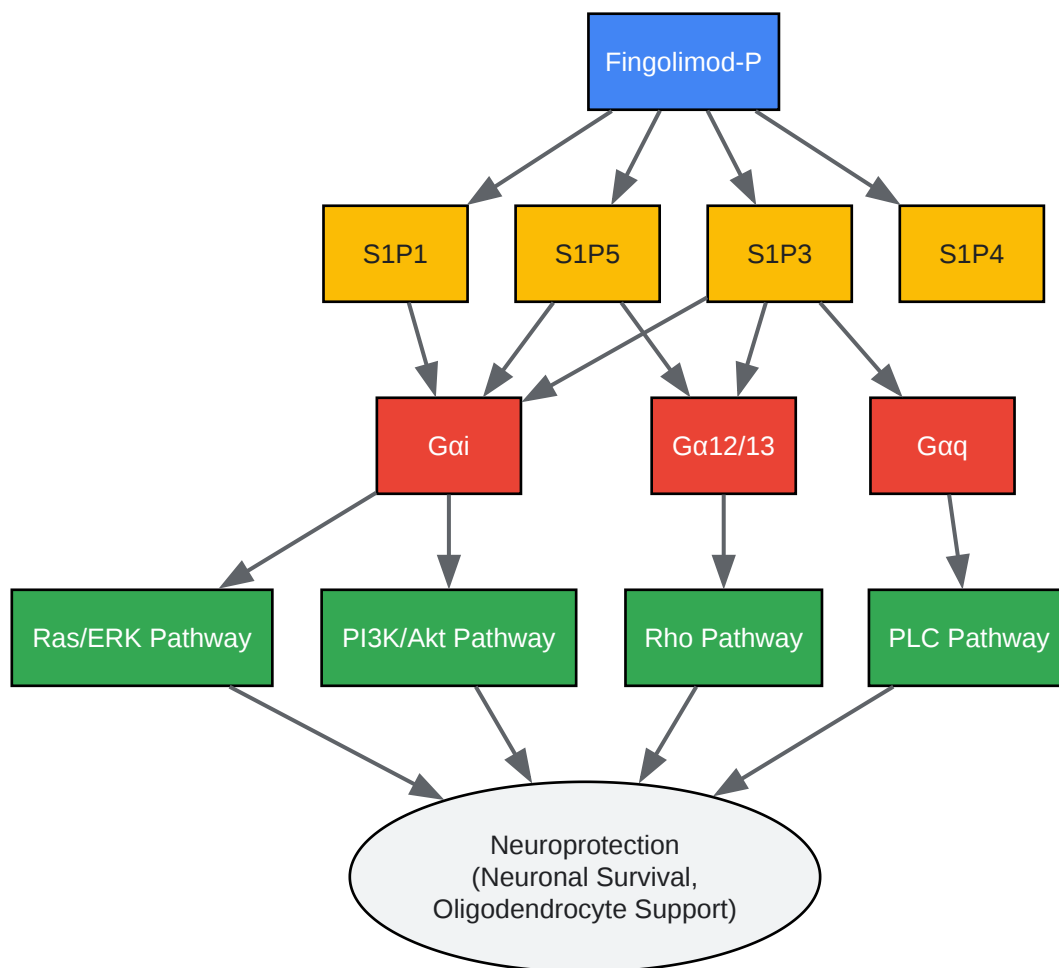 Fingolimod-P
S1P1
S1P5
S1P3
S1P4
Gαi
Gα12/13
Gαq
Ras/ERK Pathway
PI3K/Akt Pathway
Rho Pathway
PLC Pathway
Neuroprotection
(Neuronal Survival,
Oligodendrocyte Support)